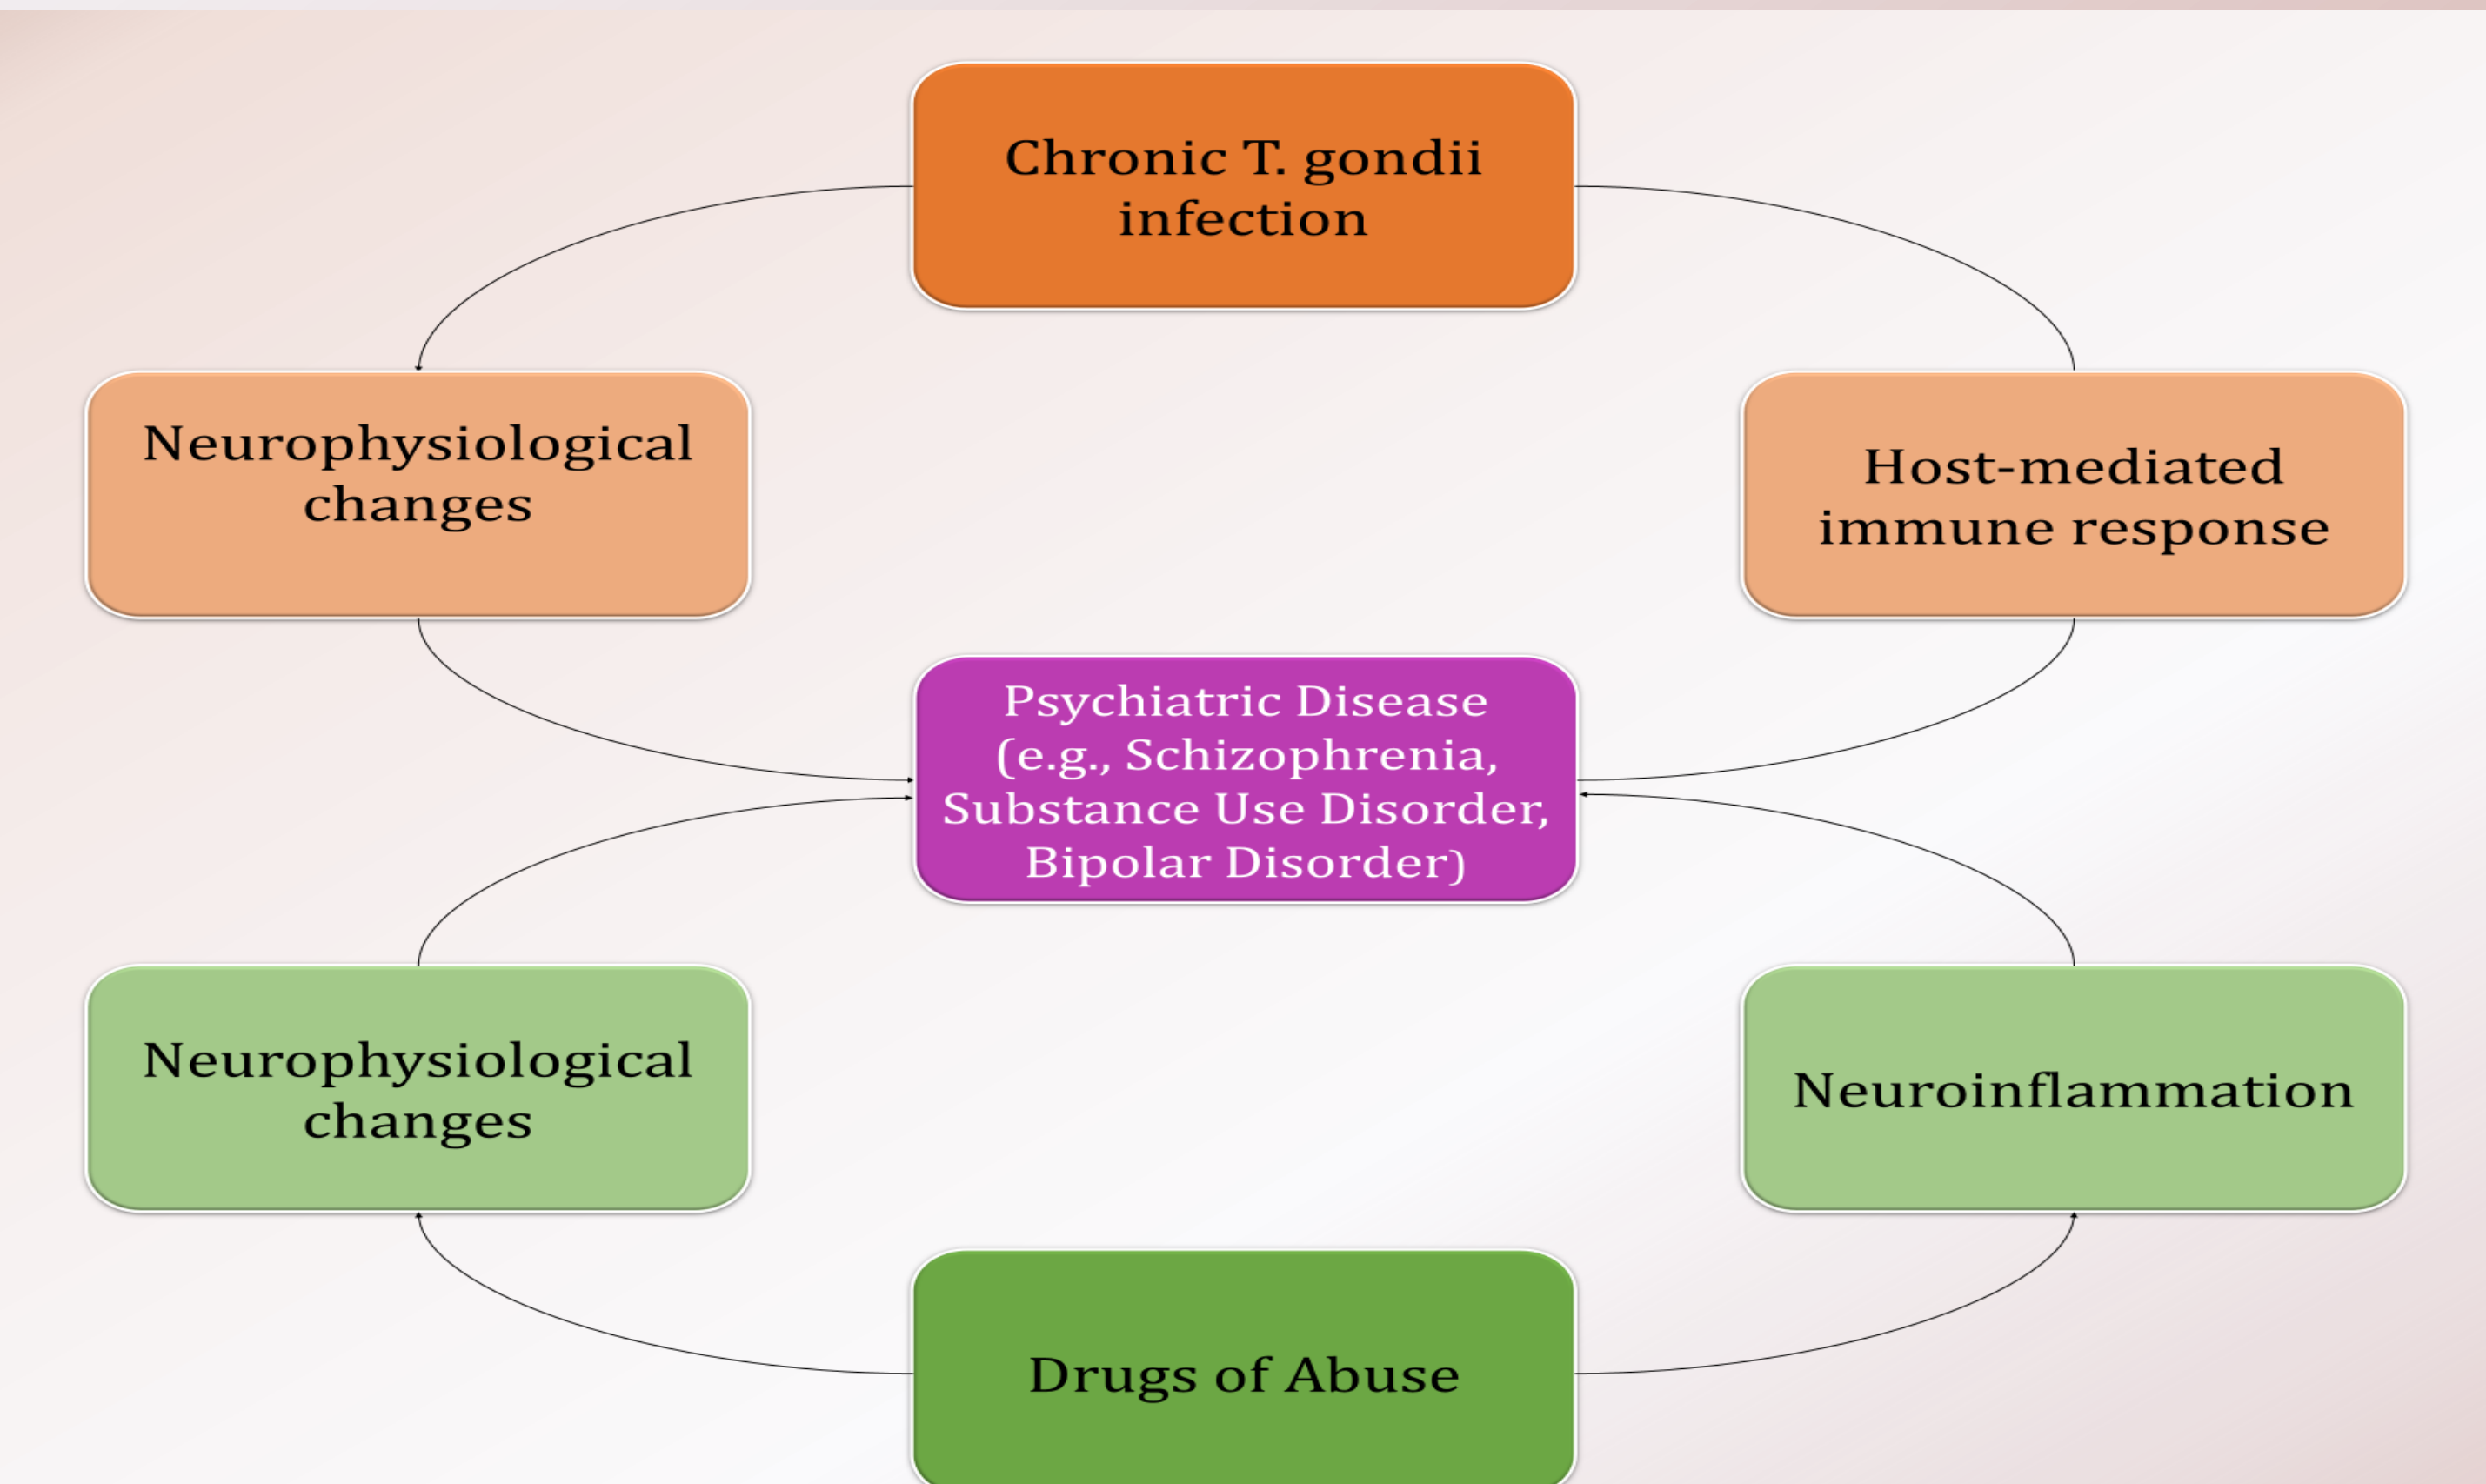 Chronic T. gondii
infection
Neurophysiological
changes
Host-mediated
immune response
Psychiatric Disease
(e.g., Schizophrenia,
Substance Use Disorder,
Bipolar Disorder)
Neurophysiological
changes
Neuroinflammation
Drugs of Abuse